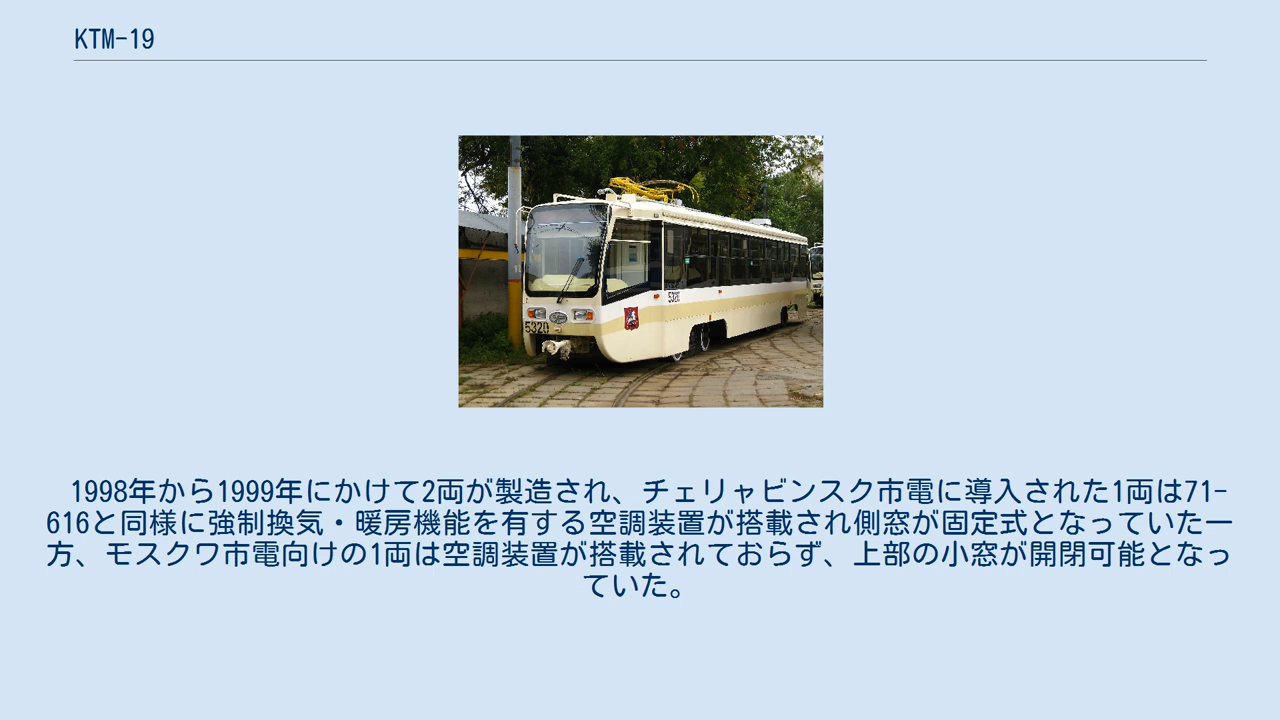 KTM-19
5320
5320
1998年から1999年にかけて2両が製造され、チェリャビンスク市電に導入された1両は71-
616と同様に強制換気・暖房機能を有する空調装置が搭載され側窓が固定式となっていた一
方、モスクワ市電向けの1両は空調装置が搭載されておらず、上部の小窓が開閉可能となっ
ていた。